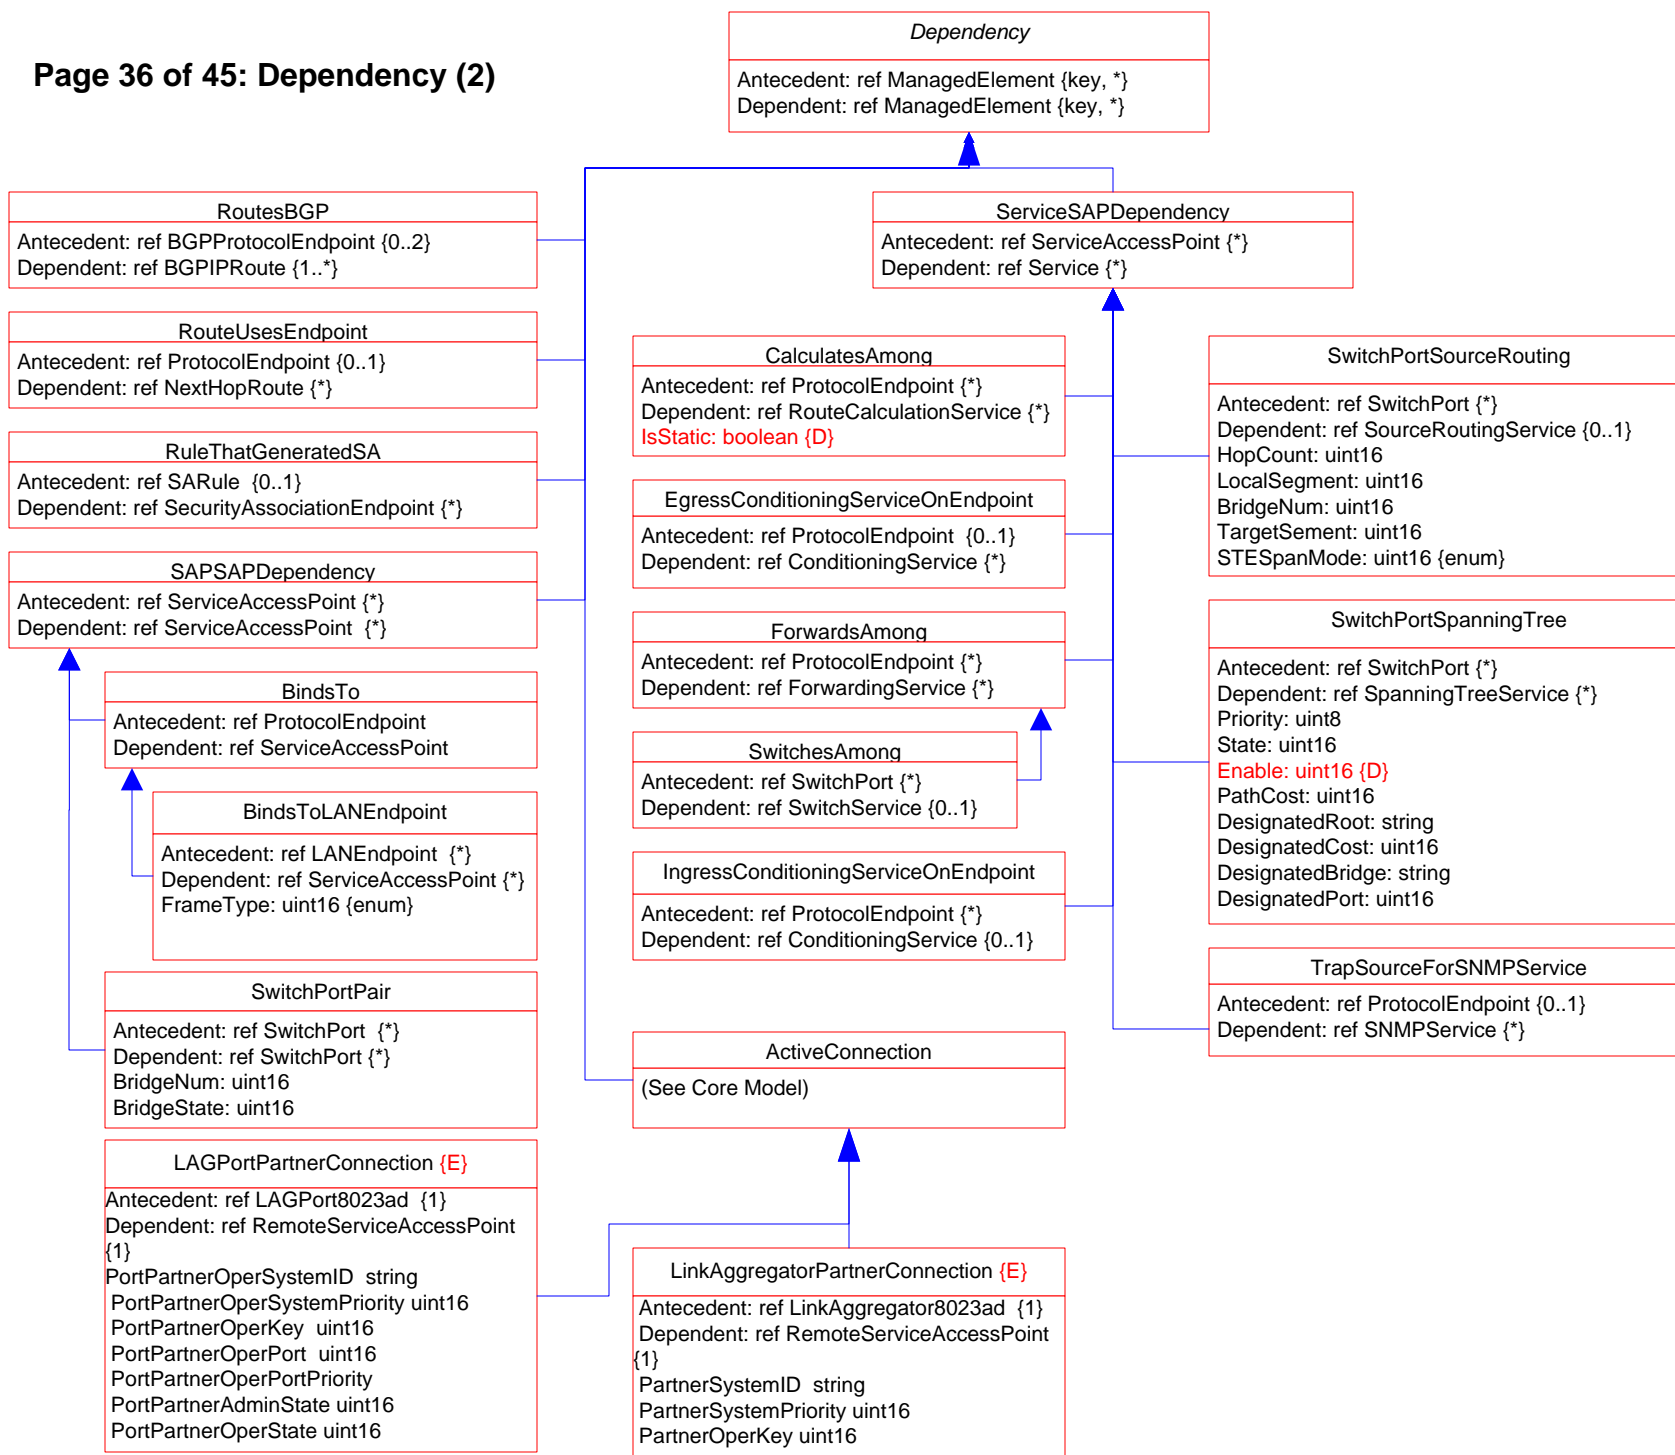 Page 36 of 45: Dependency (2)
Dependency
Antecedent: ref ManagedElement {key, *}
Dependent: ref ManagedElement {key, *}
RoutesBGP
Antecedent: ref BGPProtocolEndpoint {0..2}
Dependent: ref BGPIPRoute {1..*}
RouteUsesEndpoint
Antecedent: ref ProtocolEndpoint {0..1}
Dependent: ref NextHopRoute {*}
RuleThatGeneratedSA
Antecedent: ref SARule {0..1}
Dependent: ref SecurityAssociationEndpoint {*}
SAPSAPDependency
Antecedent: ref ServiceAccessPoint {*}
Dependent: ref ServiceAccessPoint {*}
BindsTo
Antecedent: ref ProtocolEndpoint
Dependent: ref ServiceAccessPoint
BindsToLANEndpoint
Antecedent: ref LANEndpoint {*}
Dependent: ref ServiceAccessPoint {*}
FrameType: uint16 {enum}
SwitchPortPair
Antecedent: ref SwitchPort {*}
Dependent: ref SwitchPort {*}
BridgeNum: uint16
BridgeState: uint16
LAGPortPartnerConnection {E}
Antecedent: ref LAGPort8023ad {1}
Dependent: ref RemoteServiceAccessPoint
{1}
PortPartnerOperSystemID string
PortPartnerOperSystemPriority uint16
PortPartnerOperKey uint16
PortPartnerOperPort uint16
PortPartnerOperPortPriority
PortPartnerAdminState uint16
PortPartnerOperState uint16
ServiceSAPDependency
Antecedent: ref ServiceAccessPoint {*}
Dependent: ref Service {*}
CalculatesAmong
Antecedent: ref ProtocolEndpoint {*}
Dependent: ref RouteCalculationService {*}
IsStatic: boolean {D}
EgressConditioningServiceOnEndpoint
Antecedent: ref ProtocolEndpoint {0..1}
Dependent: ref ConditioningService {*}
ForwardsAmong
Antecedent: ref ProtocolEndpoint {*}
Dependent: ref ForwardingService {*}
SwitchesAmong
Antecedent: ref SwitchPort {*}
Dependent: ref SwitchService {0..1}
IngressConditioningServiceOnEndpoint
Antecedent: ref ProtocolEndpoint {*}
Dependent: ref ConditioningService {0..1}
ActiveConnection
(See Core Model)
LinkAggregatorPartnerConnection {E}
Antecedent: ref LinkAggregator8023ad {1}
Dependent: ref RemoteServiceAccessPoint
{1}
PartnerSystemID string
PartnerSystemPriority uint16
PartnerOperKey uint16
SwitchPortSourceRouting
Antecedent: ref SwitchPort {*}
Dependent: ref SourceRoutingService {0..1}
HopCount: uint16
LocalSegment: uint16
BridgeNum: uint16
TargetSement: uint16
STESpanMode: uint16 {enum}
SwitchPortSpanningTree
Antecedent: ref SwitchPort {*}
Dependent: ref SpanningTreeService {*}
Priority: uint8
State: uint16
Enable: uint16 {D}
PathCost: uint16
DesignatedRoot: string
DesignatedCost: uint16
DesignatedBridge: string
DesignatedPort: uint16
TrapSourceForSNMPService
Antecedent: ref ProtocolEndpoint {0..1}
Dependent: ref SNMPService {*}